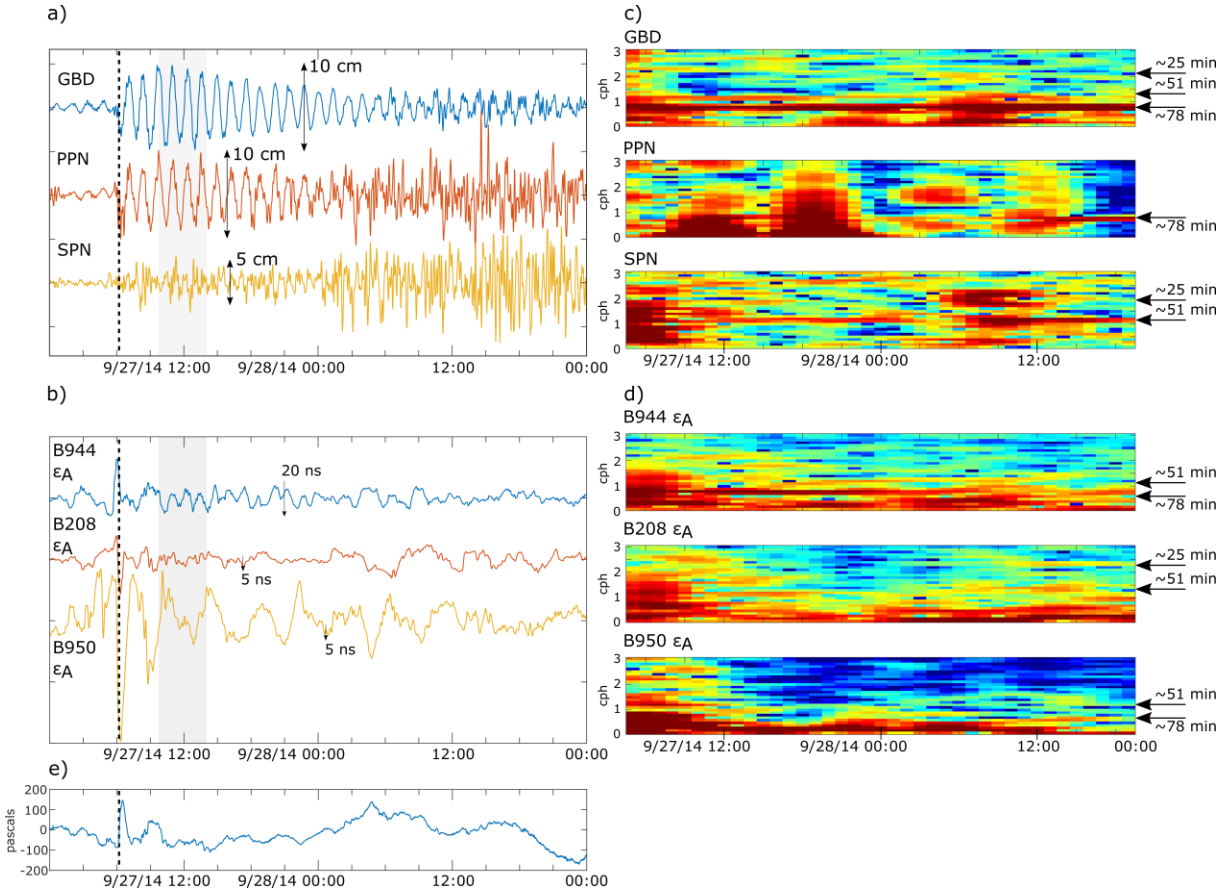 a)
GBD
10 cm
PPN
10 cm
SPN
5 cm
9/27/14 12:00
9/28/14 00:00
12:00
00:00
b)
B944
εA
20 ns
B208
εA
5 ns
B950
εA
5 ns
9/27/14 12:00
9/28/14 00:00
12:00
00:00
e)
200
100
0
-100
-200
pascals
9/27/14 12:00
9/28/14 00:00
12:00
00:00
c)
GBD
3
2
1
0
cph
~25 min
~51 min
~78 min
PPN
3
2
1
0
cph
~78 min
SPN
3
2
1
0
cph
~25 min
~51 min
9/27/14 12:00
9/28/14 00:00
12:00
d)
B944 εA
3
2
1
0
cph
~51 min
~78 min
B208 εA
3
2
1
0
cph
~25 min
~51 min
B950 εA
3
2
1
0
cph
~51 min
~78 min
9/27/14 12:00
9/28/14 00:00
12:00
00:00